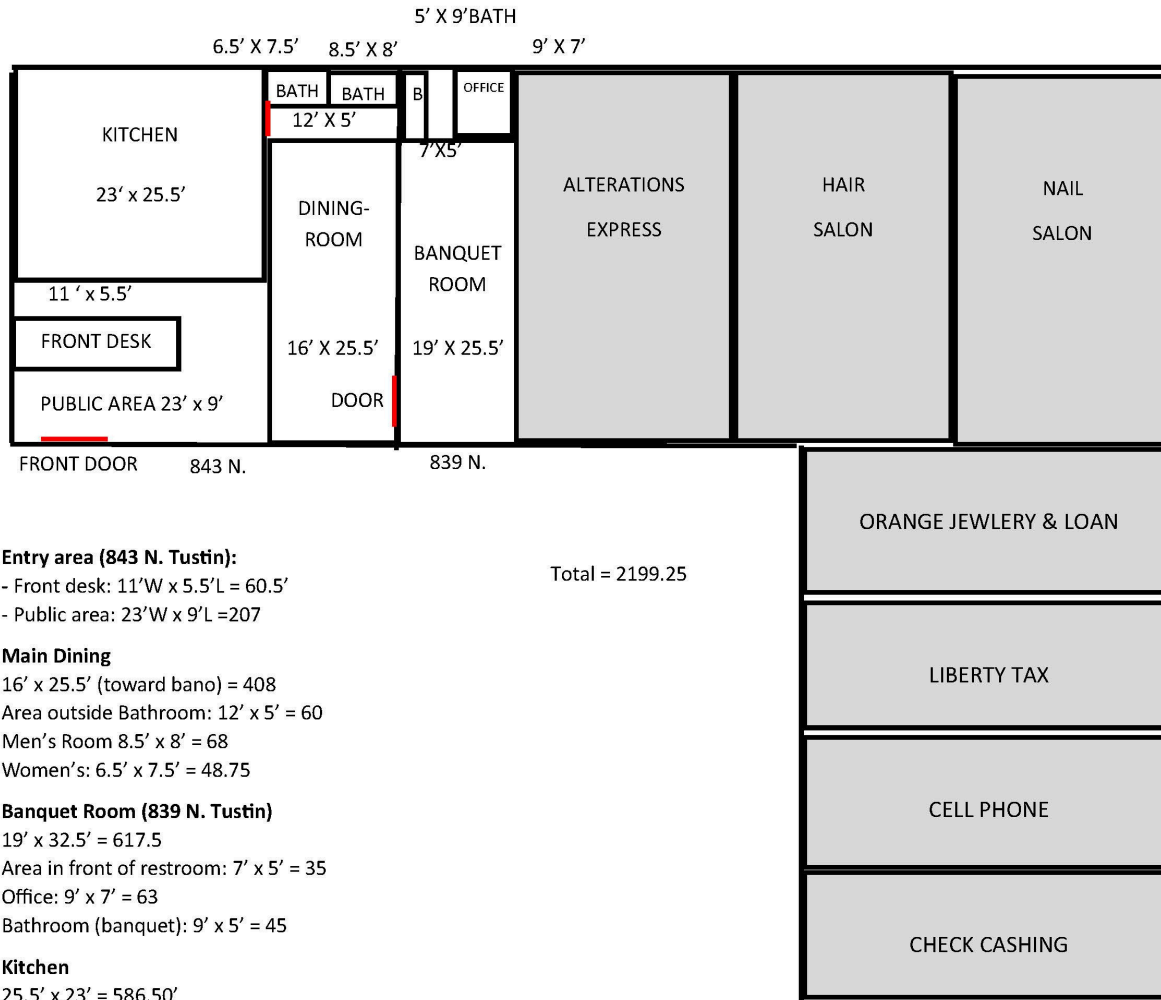 5’ X 9’BATH
6.5’ X 7.5’ 8.5’ X 8’ 9’ X 7’
BATH BATH B OFFICE
12’ X 5’
7’X5’
KITCHEN
23‘ x 25.5’
DINING-
ROOM
16’ X 25.5’
DOOR
BANQUET
ROOM
19’ X 25.5’
ALTERATIONS
EXPRESS
HAIR
SALON
NAIL
SALON
11 ‘ x 5.5’
FRONT DESK
PUBLIC AREA 23’ x 9’
FRONT DOOR 843 N. 839 N.
ORANGE JEWLERY & LOAN
LIBERTY TAX
CELL PHONE
CHECK CASHING
Total = 2199.25
Entry area (843 N. Tustin):
- Front desk: 11’W x 5.5’L = 60.5’
- Public area: 23’W x 9’L =207
Main Dining
16’ x 25.5’ (toward bano) = 408
Area outside Bathroom: 12’ x 5’ = 60
Men’s Room 8.5’ x 8’ = 68
Women’s: 6.5’ x 7.5’ = 48.75
Banquet Room (839 N. Tustin)
19’ x 32.5’ = 617.5
Area in front of restroom: 7’ x 5’ = 35
Office: 9’ x 7’ = 63
Bathroom (banquet): 9’ x 5’ = 45
Kitchen
25.5’ x 23’ = 586.50’